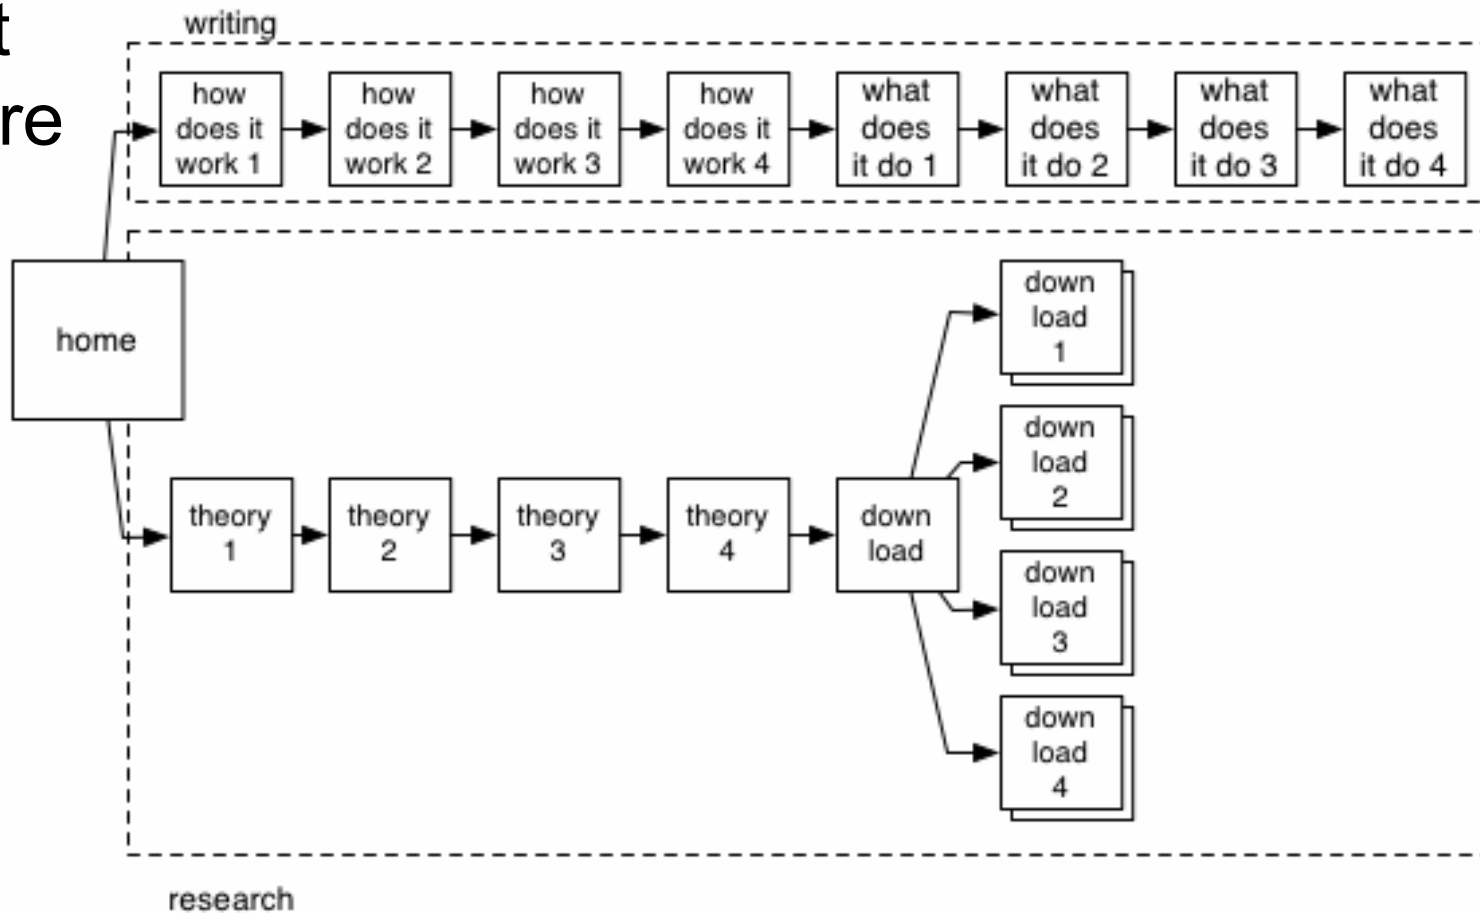 t
re
writing
how
does it
work 1
how
does it
work 2
how
does it
work 3
how
does it
work 4
what
does
it do 1
what
does
it do 2
what
does
it do 3
what
does
it do 4
home
theory
1
theory
2
theory
3
theory
4
down
load
down
load
1
down
load
2
down
load
3
down
load
4
research